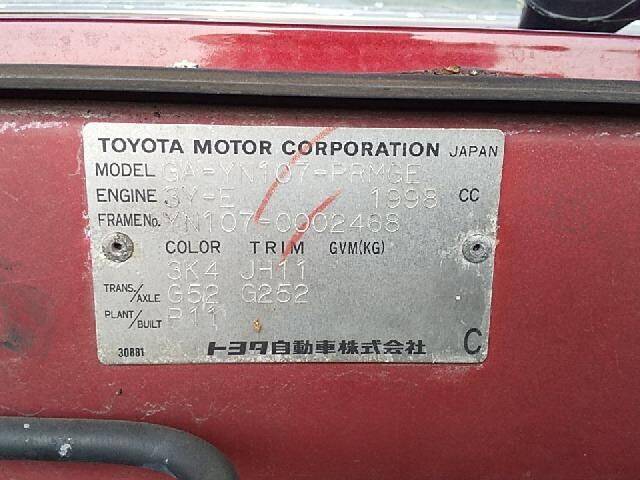 TOYOTA MOTOR CORPORATION JAPAN
MODEL GA-YN107-PRMGE
ENGINE 3Y-E 1998 CC
FRAME No. YN107-0002468
COLOR TRIM GVM(KG)
3K4 JH11
TRANS./AXLE G52 G252
PLANT/BUILT P11
30881 トヨタ自動車株式会社 C